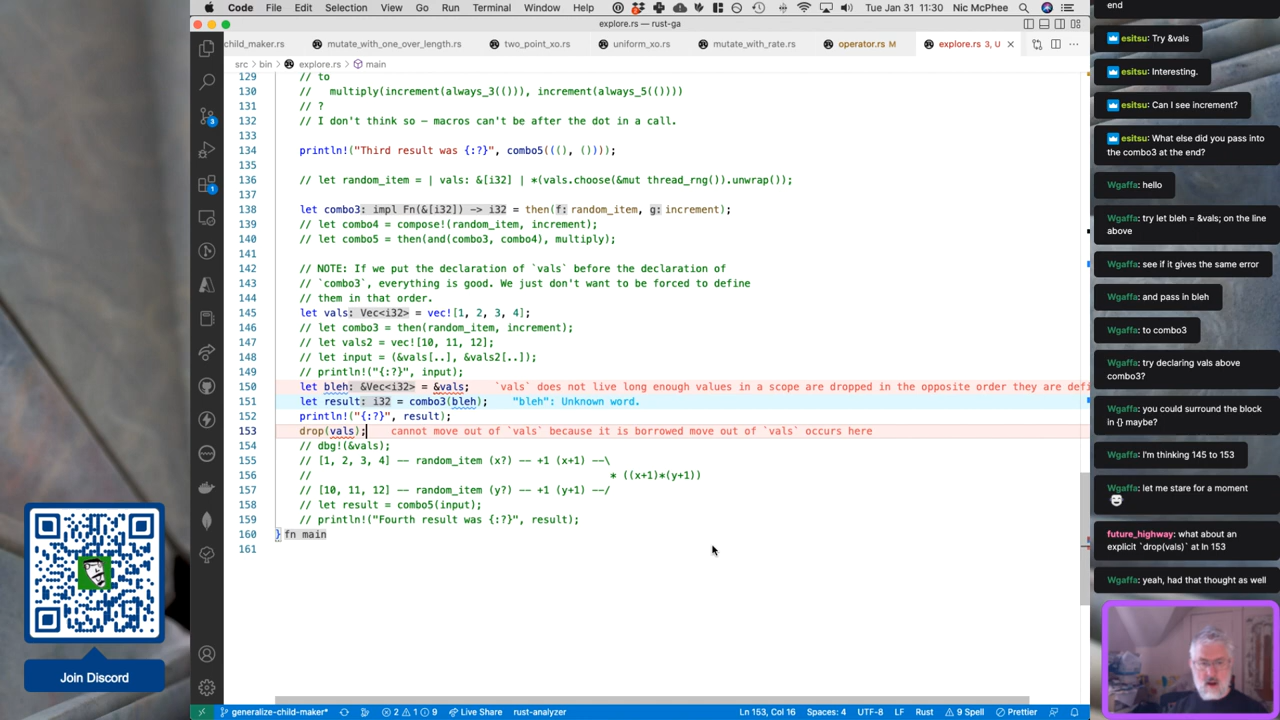 Code File Edit Selection View Go Run Terminal Window Help Tue Jan 31 11:30 Nic McPhee
explore.rs — rust-ga
child_maker.rs mutate_with_one_over_length.rs two_point_xo.rs uniform_xo.rs mutate_with_rate.rs operator.rs M explore.rs 3, U
src > bin > explore.rs > main
129 // to
130 //   multiply(increment(always_3(())), increment(always_5(())))
131 // ?
132 // I don't think so — macros can't be after the dot in a call.
133
134 println!("Third result was {:?}", combo5(((), ())));
135
136 // let random_item = | vals: &[i32] | *(vals.choose(&mut thread_rng()).unwrap());
137
138 let combo3: impl Fn(&[i32]) -> i32 = then(f: random_item, g: increment);
139 // let combo4 = compose!(random_item, increment);
140 // let combo5 = then(and(combo3, combo4), multiply);
141
142 // NOTE: If we put the declaration of `vals` before the declaration of
143 // `combo3`, everything is good. We just don't want to be forced to define
144 // them in that order.
145 let vals: Vec<i32> = vec![1, 2, 3, 4];
146 // let combo3 = then(random_item, increment);
147 // let vals2 = vec![10, 11, 12];
148 // let input = (&vals[..], &vals2[..]);
149 // println!("{:?}", input);
150 let bleh: &Vec<i32> = &vals; `vals` does not live long enough values in a scope are dropped in the opposite order they are defi
151 let result: i32 = combo3(bleh); "bleh": Unknown word.
152 println!("{:?}", result);
153 drop(vals); cannot move out of `vals` because it is borrowed move out of `vals` occurs here
154 // dbg!(&vals);
155 // [1, 2, 3, 4] -- random_item (x?) -- +1 (x+1) --\
156 // * ((x+1)*(y+1))
157 // [10, 11, 12] -- random_item (y?) -- +1 (y+1) --/
158 // let result = combo5(input);
159 // println!("Fourth result was {:?}", result);
160 } fn main
161
3
1
generalize-child-maker* 2 1 9 Live Share rust-analyzer Ln 153, Col 16 Spaces: 4 UTF-8 LF Rust 9 Spell Prettier
Join Discord
end
esitsu: Try &vals
esitsu: Interesting.
esitsu: Can I see increment?
esitsu: What else did you pass into
the combo3 at the end?
Wgaffa: hello
Wgaffa: try let bleh = &vals; on the line
above
Wgaffa: see if it gives the same error
Wgaffa: and pass in bleh
Wgaffa: to combo3
Wgaffa: try declaring vals above
combo3?
Wgaffa: you could surround the block
in {} maybe?
Wgaffa: I'm thinking 145 to 153
Wgaffa: let me stare for a moment
future_highway: what about an
explicit `drop(vals)` at ln 153
Wgaffa: yeah, had that thought as well